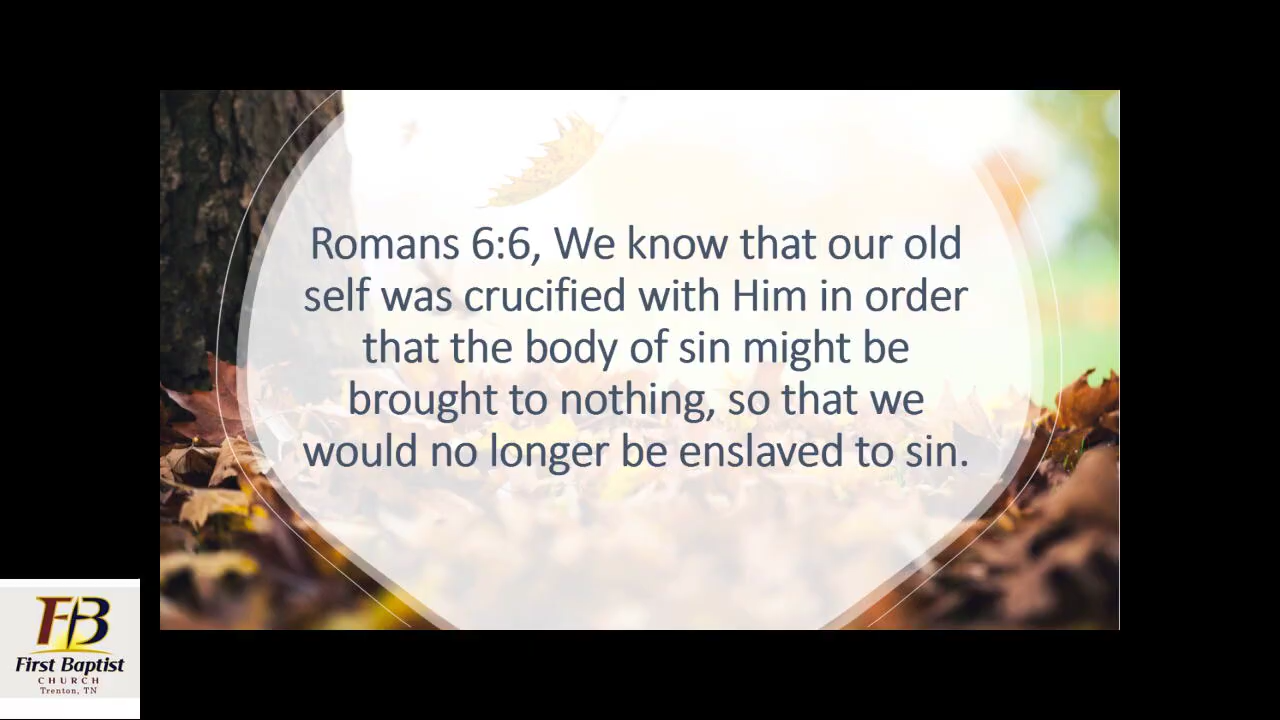 Romans 6:6, We know that our old
self was crucified with Him in order
that the body of sin might be
brought to nothing, so that we
would no longer be enslaved to sin.
FB
First Baptist
CHURCH
Trenton, TN